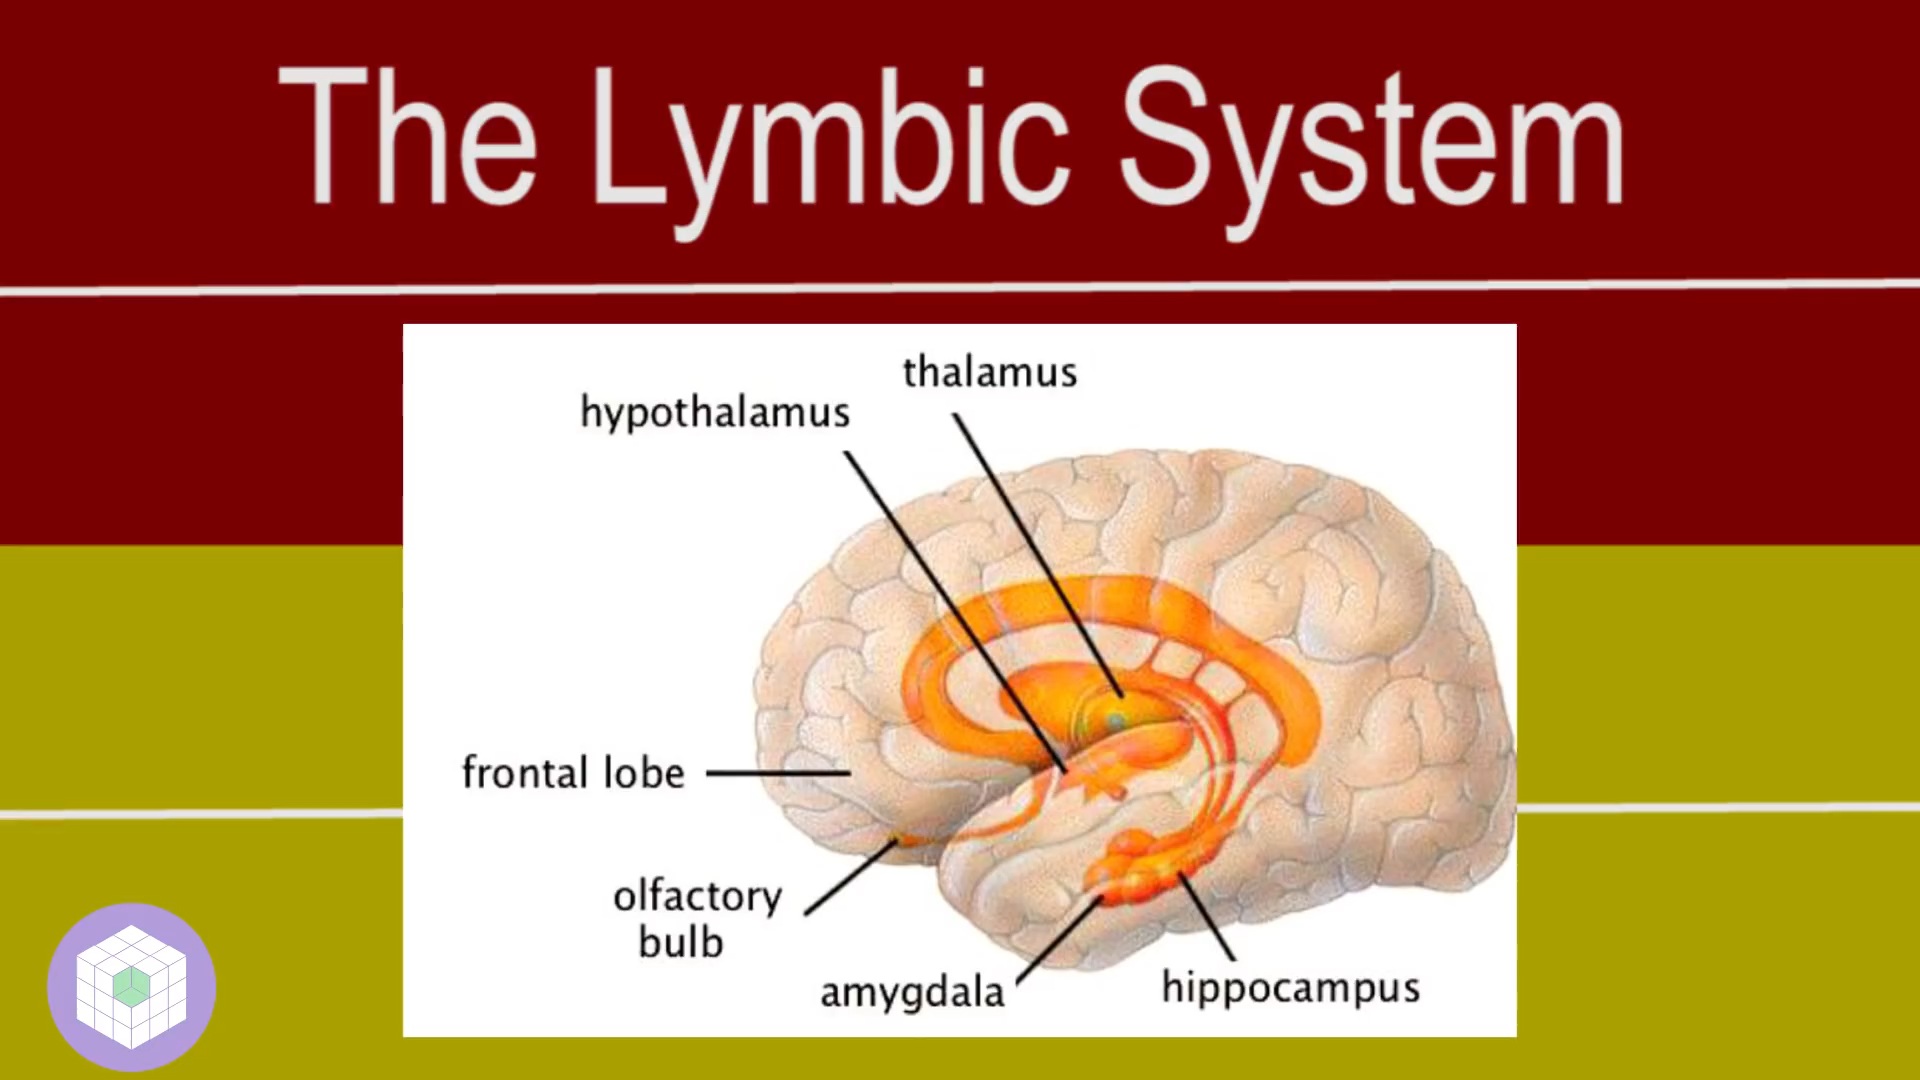 The Lymbic System
thalamus
hypothalamus
frontal lobe
olfactory
bulb
amygdala
hippocampus